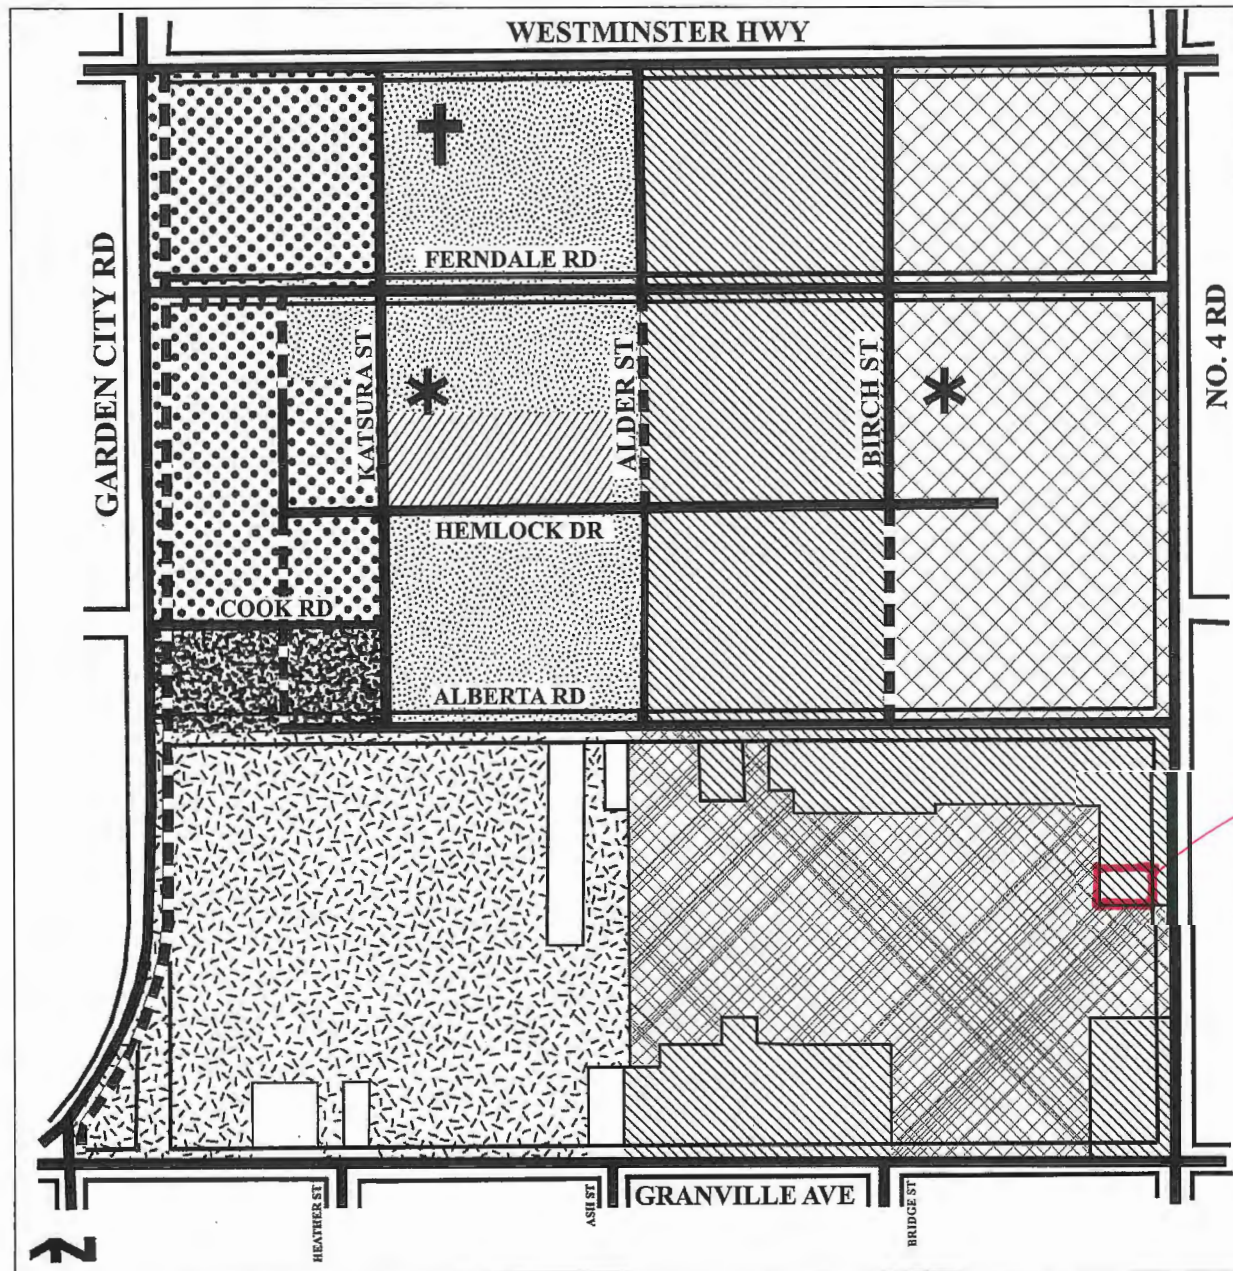 WESTMINSTER HWY
GARDEN CITY RD
FERNDALE RD
KATSURA ST
ALDER ST
BIRCH ST
NO. 4 RD
HEMLOCK DR
COOK RD
ALBERTA RD
HEATHER ST
ASH ST
GRANVILLE AVE
BRIDGE ST
N